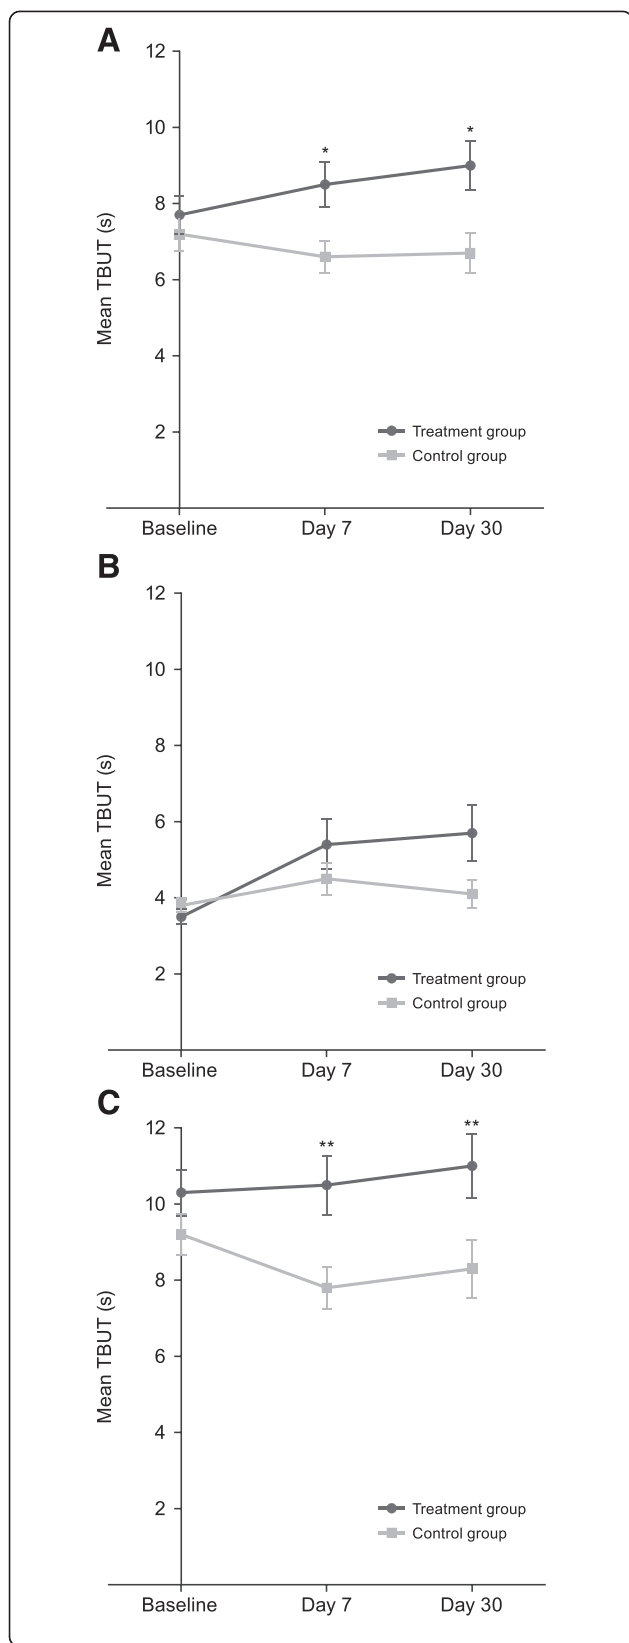 A
12
10
8
6
4
2
Mean TBUT (s)
*
*
Treatment group
Control group
Baseline Day 7 Day 30
B
12
10
8
6
4
2
Mean TBUT (s)
Treatment group
Control group
Baseline Day 7 Day 30
C
12
10
8
6
4
2
Mean TBUT (s)
**
**
Treatment group
Control group
Baseline Day 7 Day 30